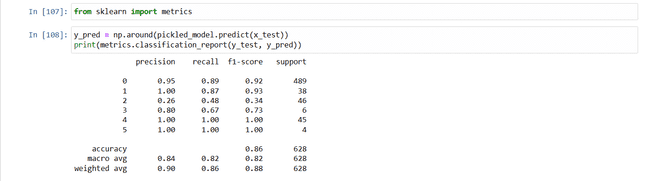 In [107]: from sklearn import metrics
In [108]: y_pred = np.around(pickled_model.predict(x_test))
print(metrics.classification_report(y_test, y_pred))
precision recall f1-score support
0 0.95 0.89 0.92 489
1 1.00 0.87 0.93 38
2 0.26 0.48 0.34 46
3 0.80 0.67 0.73 6
4 1.00 1.00 1.00 45
5 1.00 1.00 1.00 4
accuracy 0.86 628
macro avg 0.84 0.82 0.82 628
weighted avg 0.90 0.86 0.88 628